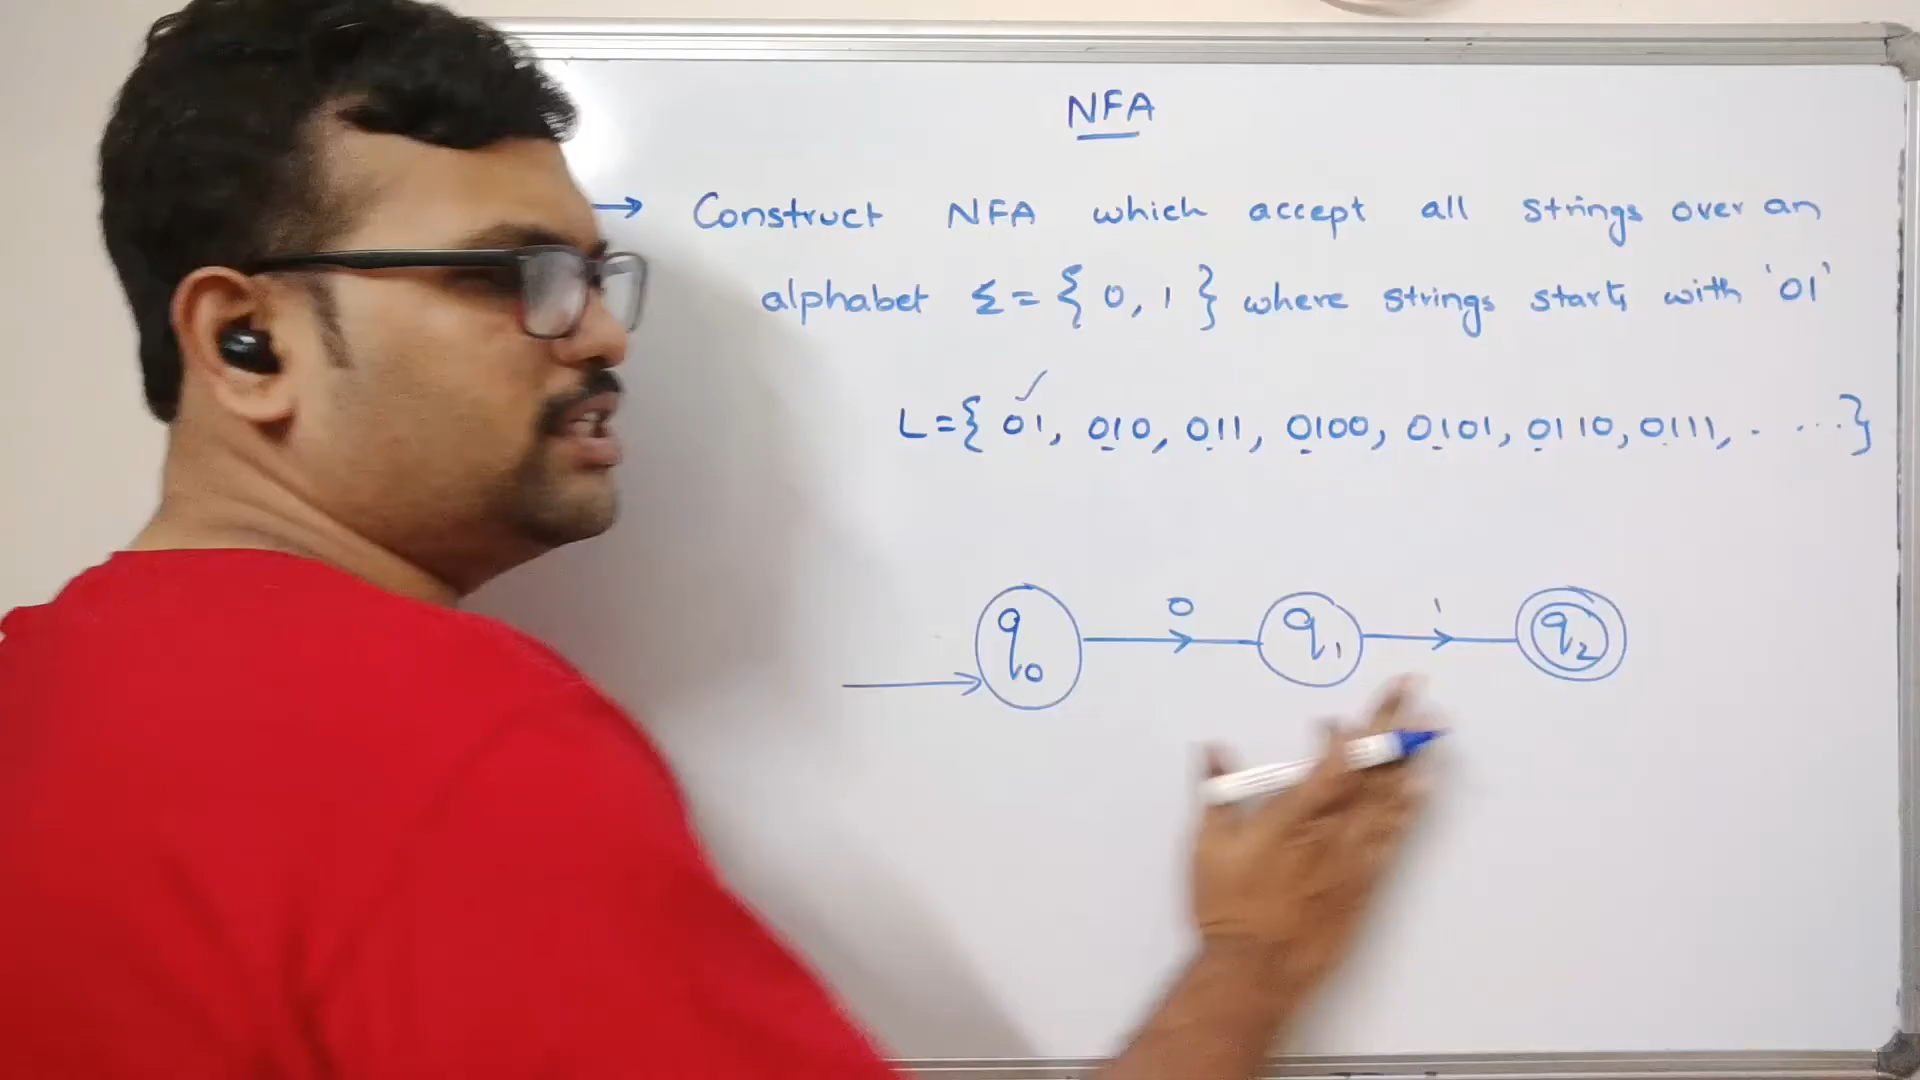 NFA
→ Construct NFA which accept all strings over an
alphabet Σ = { 0, 1 } where strings starts with '01'
L = { 01, 010, 011, 0100, 0101, 0110, 0111, . . . . }
0 1
q0 q1 q2